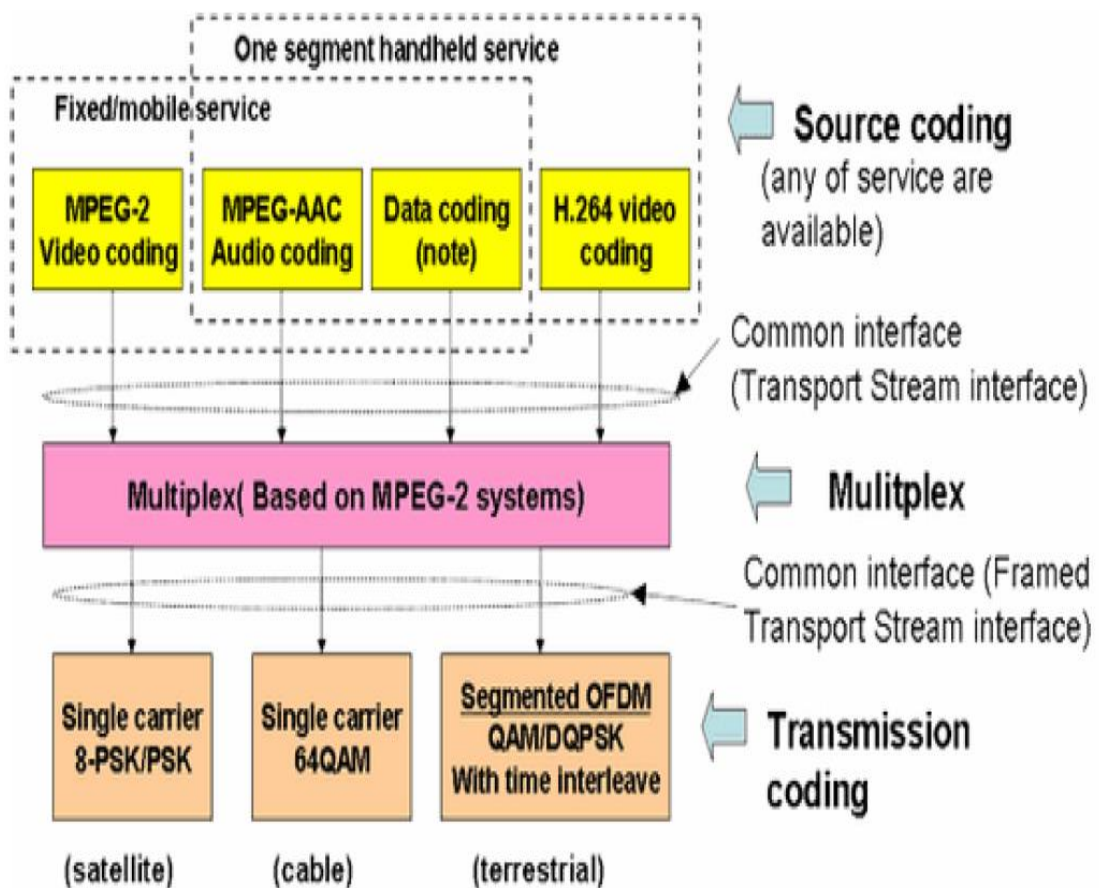 One segment handheld service
Fixed/mobile service
MPEG-2
Video coding
MPEG-AAC
Audio coding
Data coding
(note)
H.264 video
coding
Source coding
(any of service are
available)
Common interface
(Transport Stream interface)
Multiplex( Based on MPEG-2 systems)
Mulitplex
Common interface (Framed
Transport Stream interface)
Single carrier
8-PSK/PSK
Single carrier
64QAM
Segmented OFDM
QAM/DQPSK
With time interleave
Transmission
coding
(satellite)
(cable)
(terrestrial)